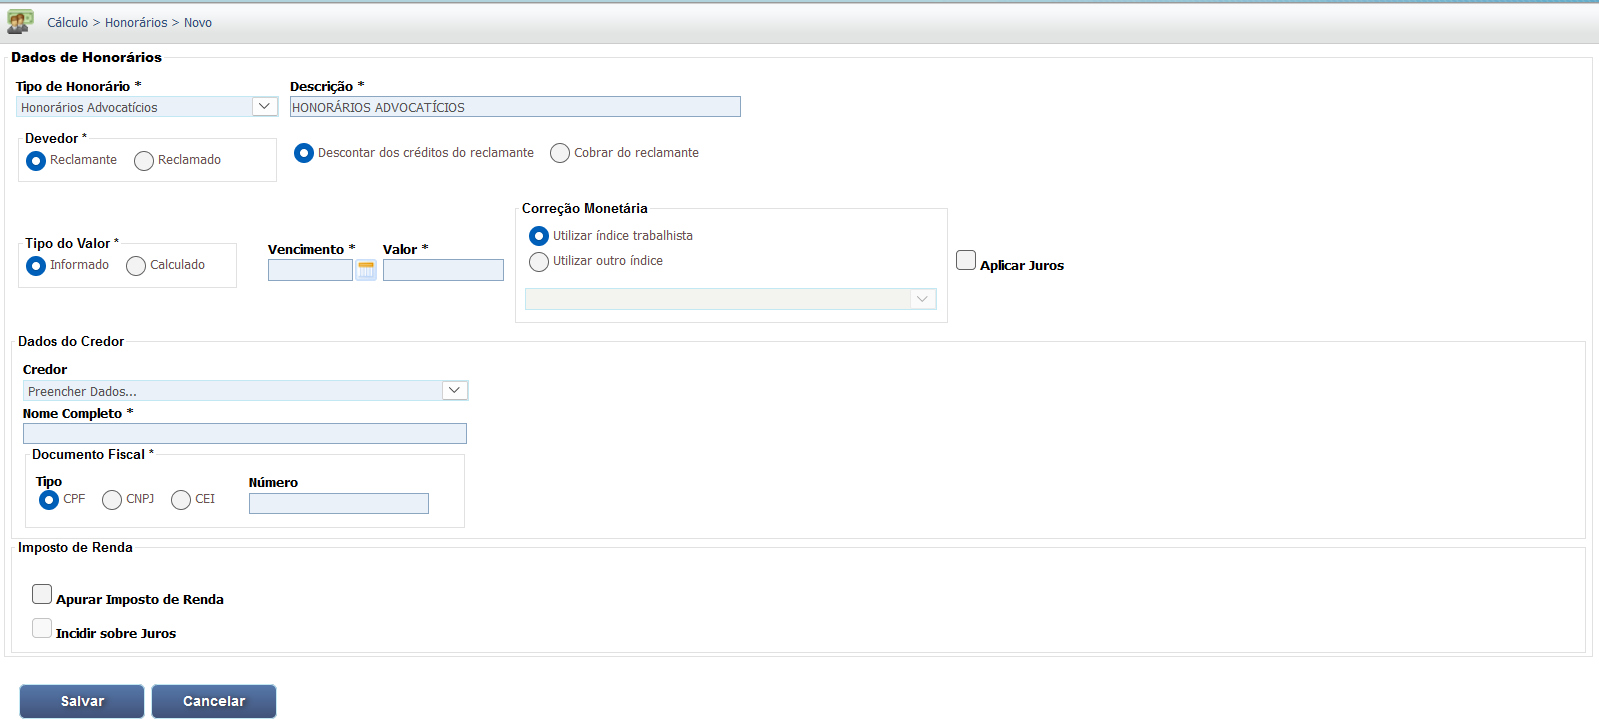 Cálculo > Honorários > Novo
Dados de Honorários
Tipo de Honorário * Descrição *
Honorários Advocatícios HONORÁRIOS ADVOCATÍCIOS
Devedor *
Reclamante Reclamado Descontar dos créditos do reclamante Cobrar do reclamante
Correção Monetária
Tipo do Valor * Vencimento * Valor * Utilizar índice trabalhista
Informado Calculado Utilizar outro índice Aplicar Juros
Dados do Credor
Credor
Preencher Dados...
Nome Completo *
Documento Fiscal *
Tipo Número
CPF CNPJ CEI
Imposto de Renda
Apurar Imposto de Renda
Incidir sobre Juros
Salvar Cancelar